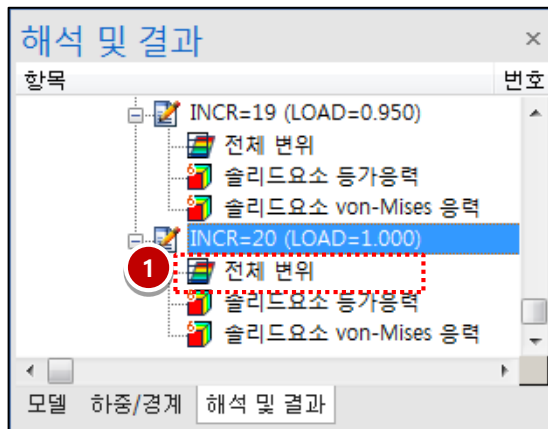 해석 및 결과
항목 번호
INCR=19 (LOAD=0.950)
전체 변위
솔리드요소 등가응력
솔리드요소 von-Mises 응력
INCR=20 (LOAD=1.000)
1 전체 변위
솔리드요소 등가응력
솔리드요소 von-Mises 응력
모델 하중/경계 해석 및 결과